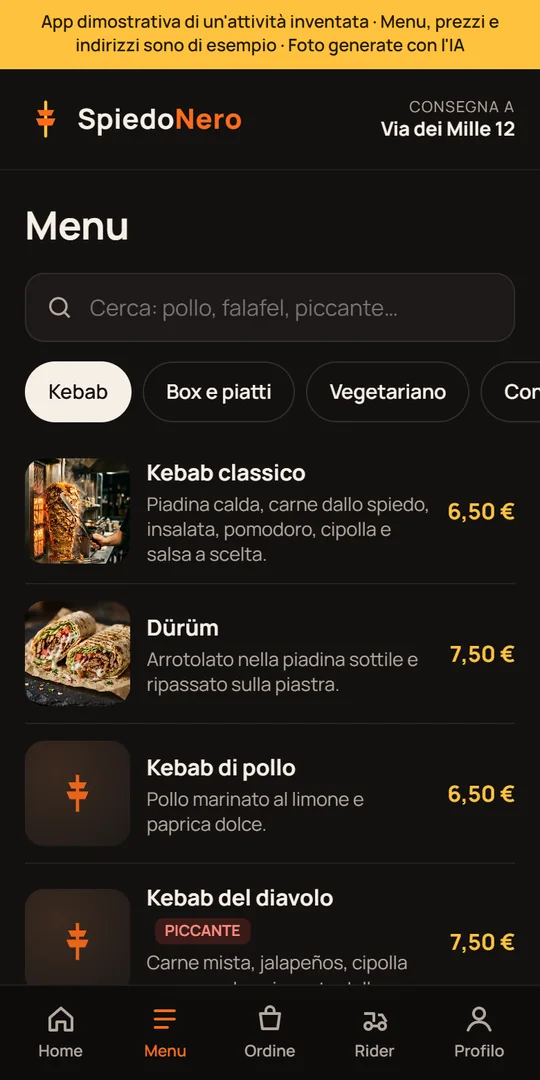 App dimostrativa di un'attività inventata · Menu, prezzi e
indirizzi sono di esempio · Foto generate con l'IA
SpiedoNero
CONSEGNA A
Via dei Mille 12
Menu
Cerca: pollo, falafel, piccante…
Kebab
Box e piatti
Vegetariano
Kebab classico
Piadina calda, carne dallo spiedo,
insalata, pomodoro, cipolla e
salsa a scelta.
6,50 €
Dürüm
Arrotolato nella piadina sottile e
ripassato sulla piastra.
7,50 €
Kebab di pollo
Pollo marinato al limone e
paprica dolce.
6,50 €
Kebab del diavolo
PICCANTE
Carne mista, jalapeños, cipolla
7,50 €
Home
Menu
Ordine
Rider
Profilo